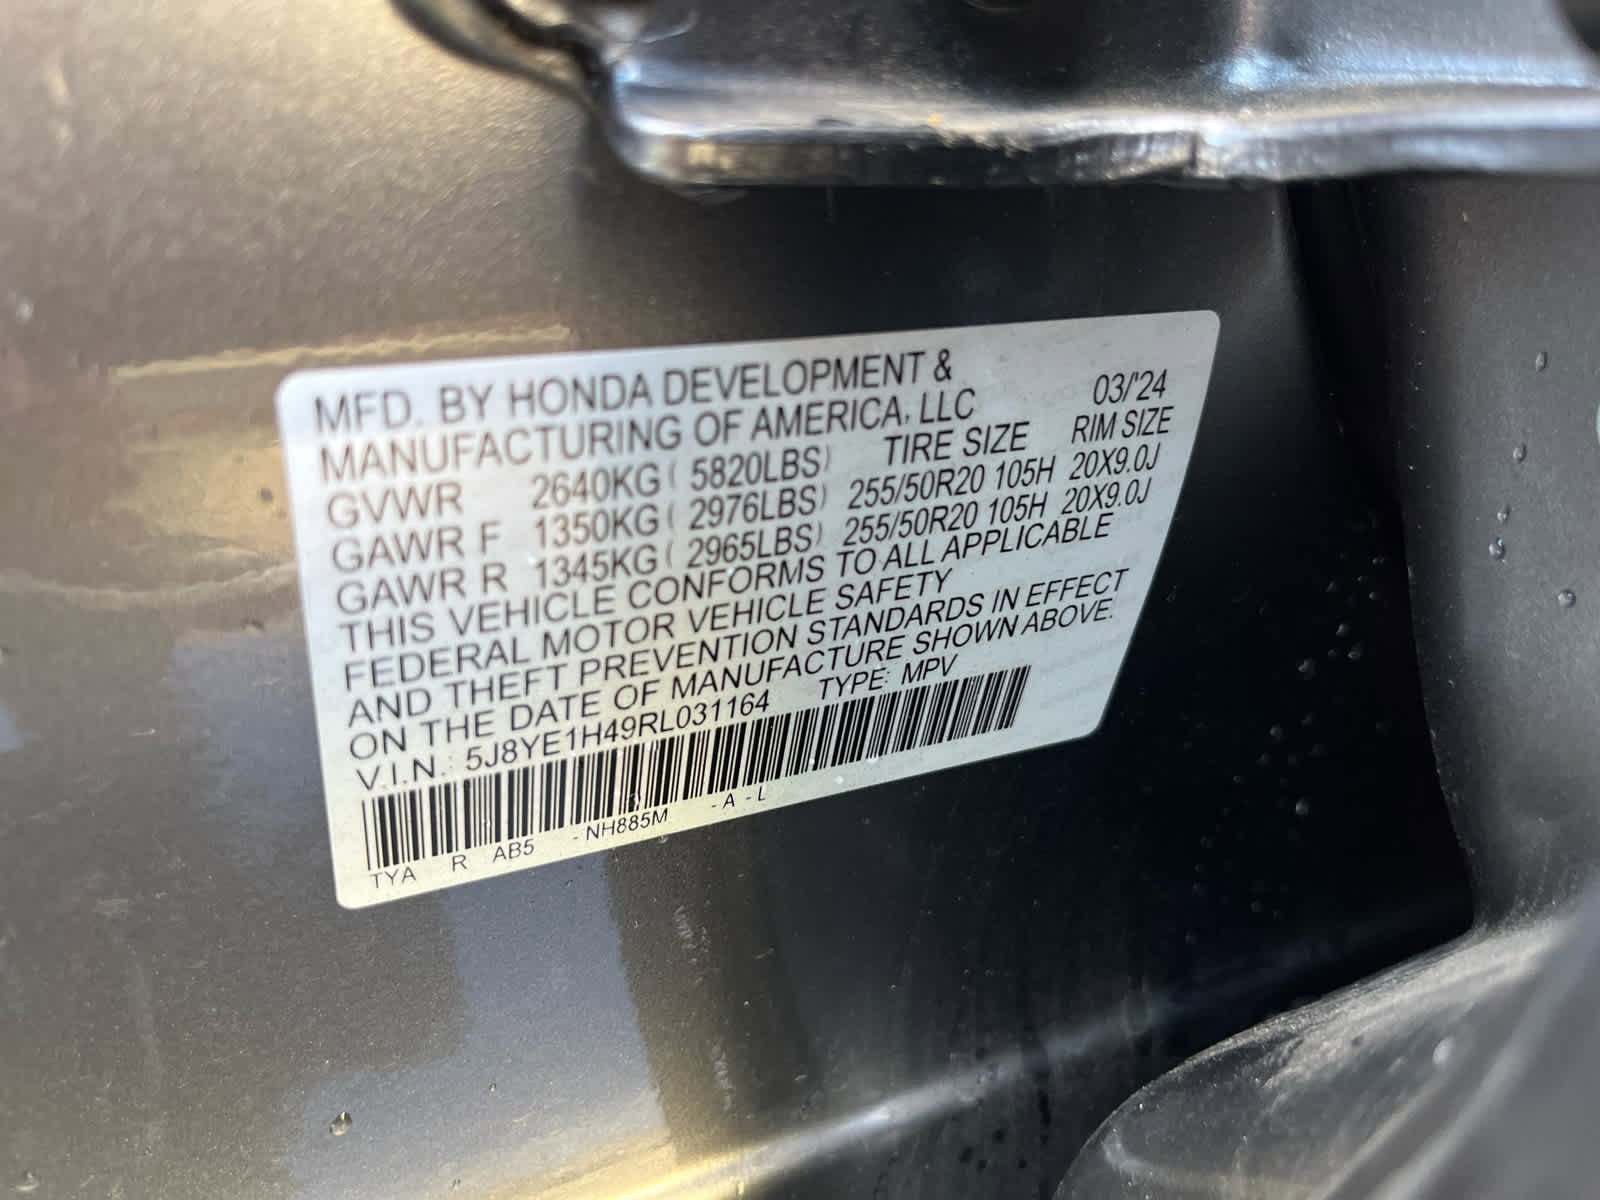 MFD. BY HONDA DEVELOPMENT &
MANUFACTURING OF AMERICA, LLC 03/'24
GVWR 2640KG ( 5820LBS) TIRE SIZE RIM SIZE
GAWR F 1350KG ( 2976LBS) 255/50R20 105H 20X9.0J
GAWR R 1345KG ( 2965LBS) 255/50R20 105H 20X9.0J
THIS VEHICLE CONFORMS TO ALL APPLICABLE
FEDERAL MOTOR VEHICLE SAFETY
AND THEFT PREVENTION STANDARDS IN EFFECT
ON THE DATE OF MANUFACTURE SHOWN ABOVE.
V.I.N.: 5J8YE1H49RL031164 TYPE: MPV
TYA R AB5 - NH885M - A - L